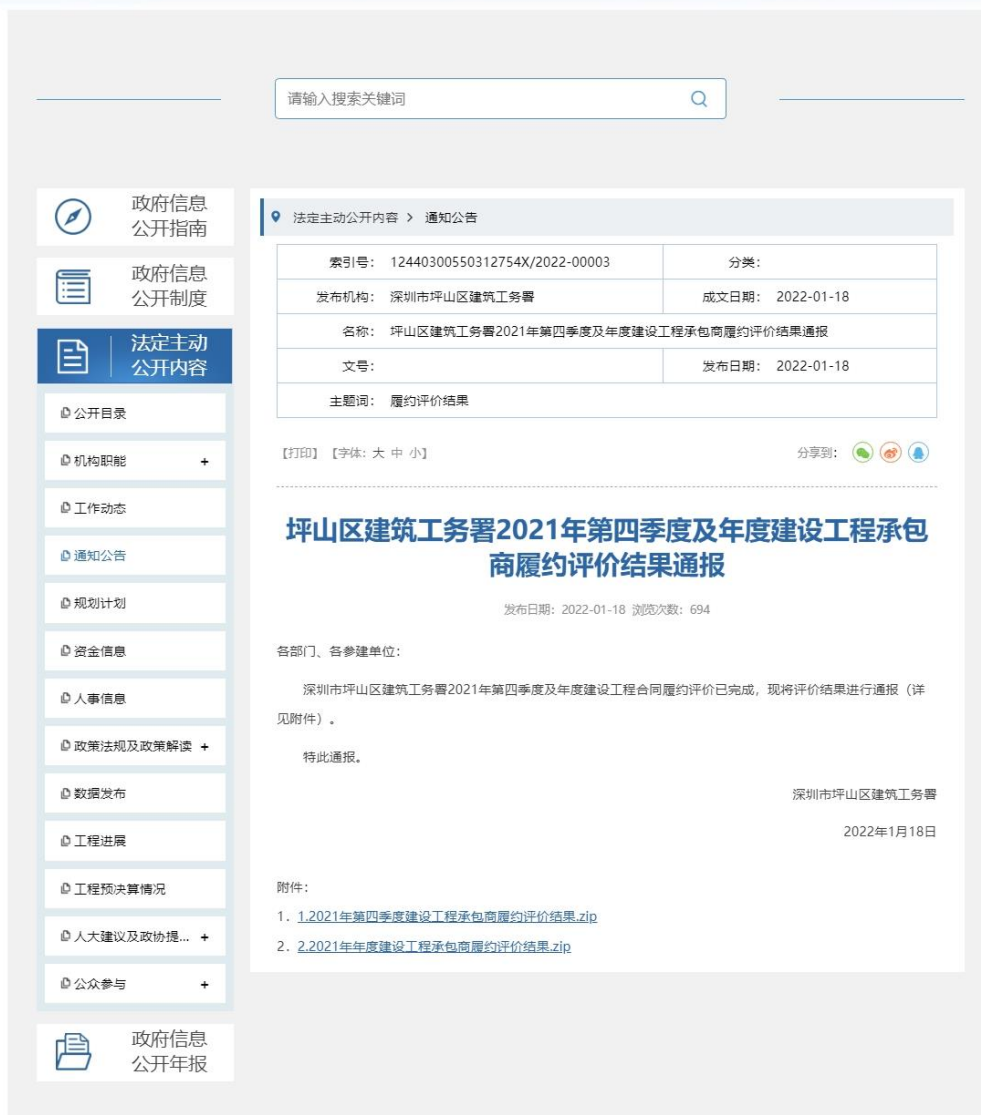 请输入搜索关键词
政府信息
公开指南
政府信息
公开制度
法定主动
公开内容
公开目录
机构职能 +
工作动态
通知公告
规划计划
资金信息
人事信息
政策法规及政策解读 +
数据发布
工程进展
工程预决算情况
人大建议及政协提... +
公众参与 +
政府信息
公开年报
法定主动公开内容 > 通知公告
索引号: 12440300550312754X/2022-00003 分类:
发布机构: 深圳市坪山区建筑工务署 成文日期: 2022-01-18
名称: 坪山区建筑工务署2021年第四季度及年度建设工程承包商履约评价结果通报
文号: 发布日期: 2022-01-18
主题词: 履约评价结果
【打印】【字体: 大 中 小】 分享到:
坪山区建筑工务署2021年第四季度及年度建设工程承包
商履约评价结果通报
发布日期: 2022-01-18 浏览次数: 694
各部门、各参建单位:
深圳市坪山区建筑工务署2021年第四季度及年度建设工程合同履约评价已完成，现将评价结果进行通报（详
见附件）。
特此通报。
深圳市坪山区建筑工务署
2022年1月18日
附件:
1. 1.2021年第四季度建设工程承包商履约评价结果.zip
2. 2.2021年年度建设工程承包商履约评价结果.zip